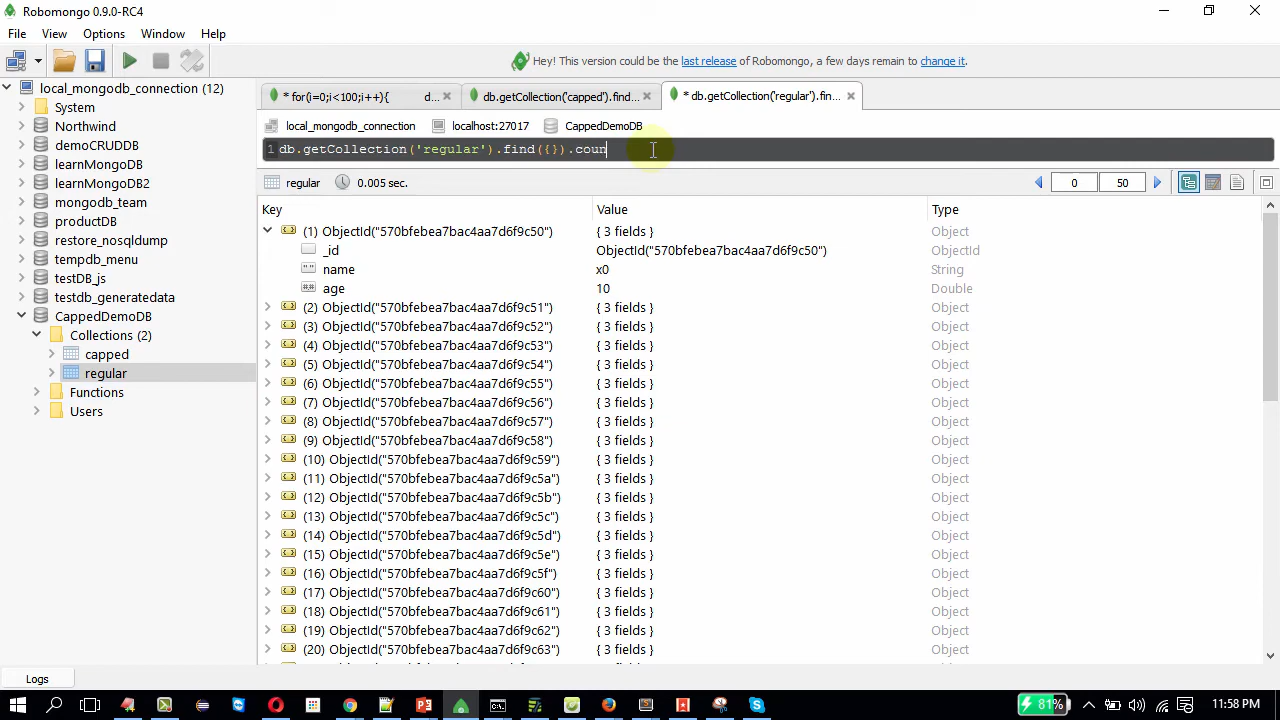 Robomongo 0.9.0-RC4
File View Options Window Help
Hey! This version could be the last release of Robomongo, a few days remain to change it.
local_mongodb_connection (12)
System
Northwind
demoCRUDDB
learnMongoDB
learnMongoDB2
mongodb_team
productDB
restore_nosqldump
tempdb_menu
testDB_js
testdb_generatedata
CappedDemoDB
Collections (2)
capped
regular
Functions
Users
* for(i=0;i<100;i++){ d... db.getCollection('capped').find... * db.getCollection('regular').fin...
local_mongodb_connection localhost:27017 CappedDemoDB
1 db.getCollection('regular').find({}).coun
regular 0.005 sec. 0 50
Key Value Type
(1) ObjectId("570bfebea7bac4aa7d6f9c50") { 3 fields } Object
_id ObjectId("570bfebea7bac4aa7d6f9c50") ObjectId
name x0 String
age 10 Double
(2) ObjectId("570bfebea7bac4aa7d6f9c51") { 3 fields } Object
(3) ObjectId("570bfebea7bac4aa7d6f9c52") { 3 fields } Object
(4) ObjectId("570bfebea7bac4aa7d6f9c53") { 3 fields } Object
(5) ObjectId("570bfebea7bac4aa7d6f9c54") { 3 fields } Object
(6) ObjectId("570bfebea7bac4aa7d6f9c55") { 3 fields } Object
(7) ObjectId("570bfebea7bac4aa7d6f9c56") { 3 fields } Object
(8) ObjectId("570bfebea7bac4aa7d6f9c57") { 3 fields } Object
(9) ObjectId("570bfebea7bac4aa7d6f9c58") { 3 fields } Object
(10) ObjectId("570bfebea7bac4aa7d6f9c59") { 3 fields } Object
(11) ObjectId("570bfebea7bac4aa7d6f9c5a") { 3 fields } Object
(12) ObjectId("570bfebea7bac4aa7d6f9c5b") { 3 fields } Object
(13) ObjectId("570bfebea7bac4aa7d6f9c5c") { 3 fields } Object
(14) ObjectId("570bfebea7bac4aa7d6f9c5d") { 3 fields } Object
(15) ObjectId("570bfebea7bac4aa7d6f9c5e") { 3 fields } Object
(16) ObjectId("570bfebea7bac4aa7d6f9c5f") { 3 fields } Object
(17) ObjectId("570bfebea7bac4aa7d6f9c60") { 3 fields } Object
(18) ObjectId("570bfebea7bac4aa7d6f9c61") { 3 fields } Object
(19) ObjectId("570bfebea7bac4aa7d6f9c62") { 3 fields } Object
(20) ObjectId("570bfebea7bac4aa7d6f9c63") { 3 fields } Object
Logs
81% 11:58 PM